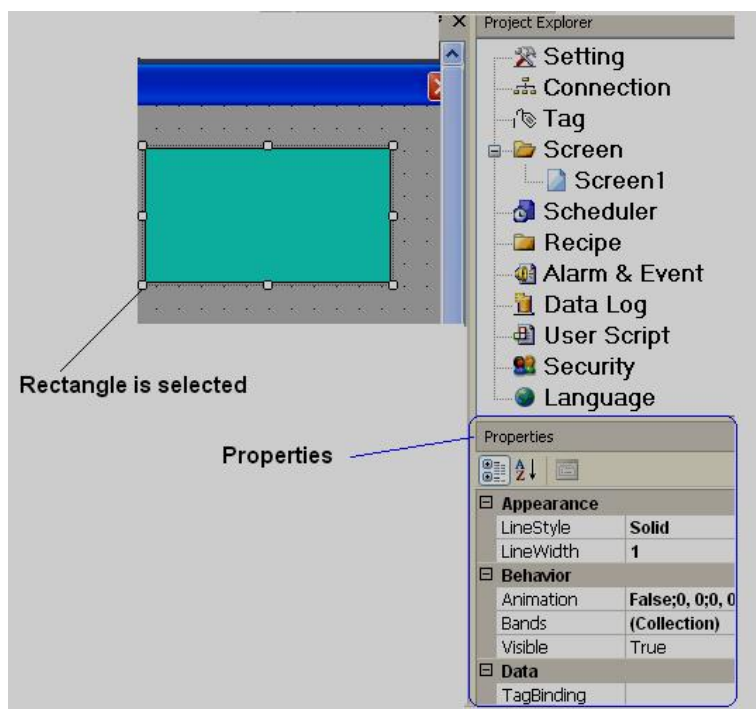 Project Explorer
Setting
Connection
Tag
Screen
Screen1
Scheduler
Recipe
Alarm & Event
Data Log
User Script
Security
Language
Rectangle is selected
Properties
Properties
Appearance
LineStyle Solid
LineWidth 1
Behavior
Animation False;0, 0;0, 0
Bands (Collection)
Visible True
Data
TagBinding